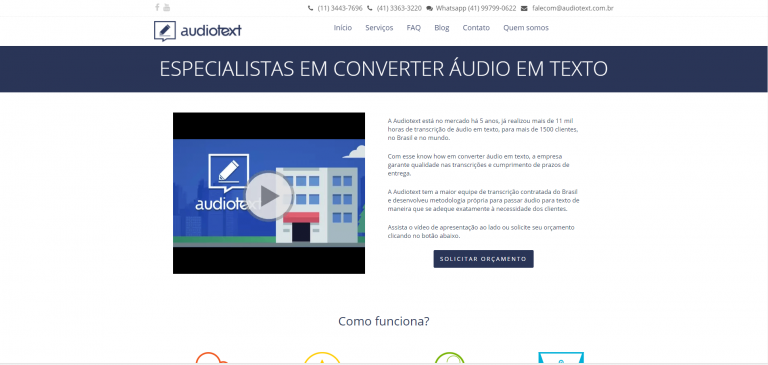 (11) 3443-7696 (41) 3363-3220 Whatsapp (41) 99799-0622 falecom@audiotext.com.br
audiotext
Início Serviços FAQ Blog Contato Quem somos
ESPECIALISTAS EM CONVERTER ÁUDIO EM TEXTO
audiotext
A Audiotext está no mercado há 5 anos, já realizou mais de 11 mil
horas de transcrição de áudio em texto, para mais de 1500 clientes,
no Brasil e no mundo.
Com esse know how em converter áudio em texto, a empresa
garante qualidade nas transcrições e cumprimento de prazos de
entrega.
A Audiotext tem a maior equipe de transcrição contratada do Brasil
e desenvolveu metodologia própria para passar áudio para texto de
maneira que se adeque exatamente à necessidade dos clientes.
Assista o vídeo de apresentação ao lado ou solicite seu orçamento
clicando no botão abaixo.
SOLICITAR ORÇAMENTO
Como funciona?